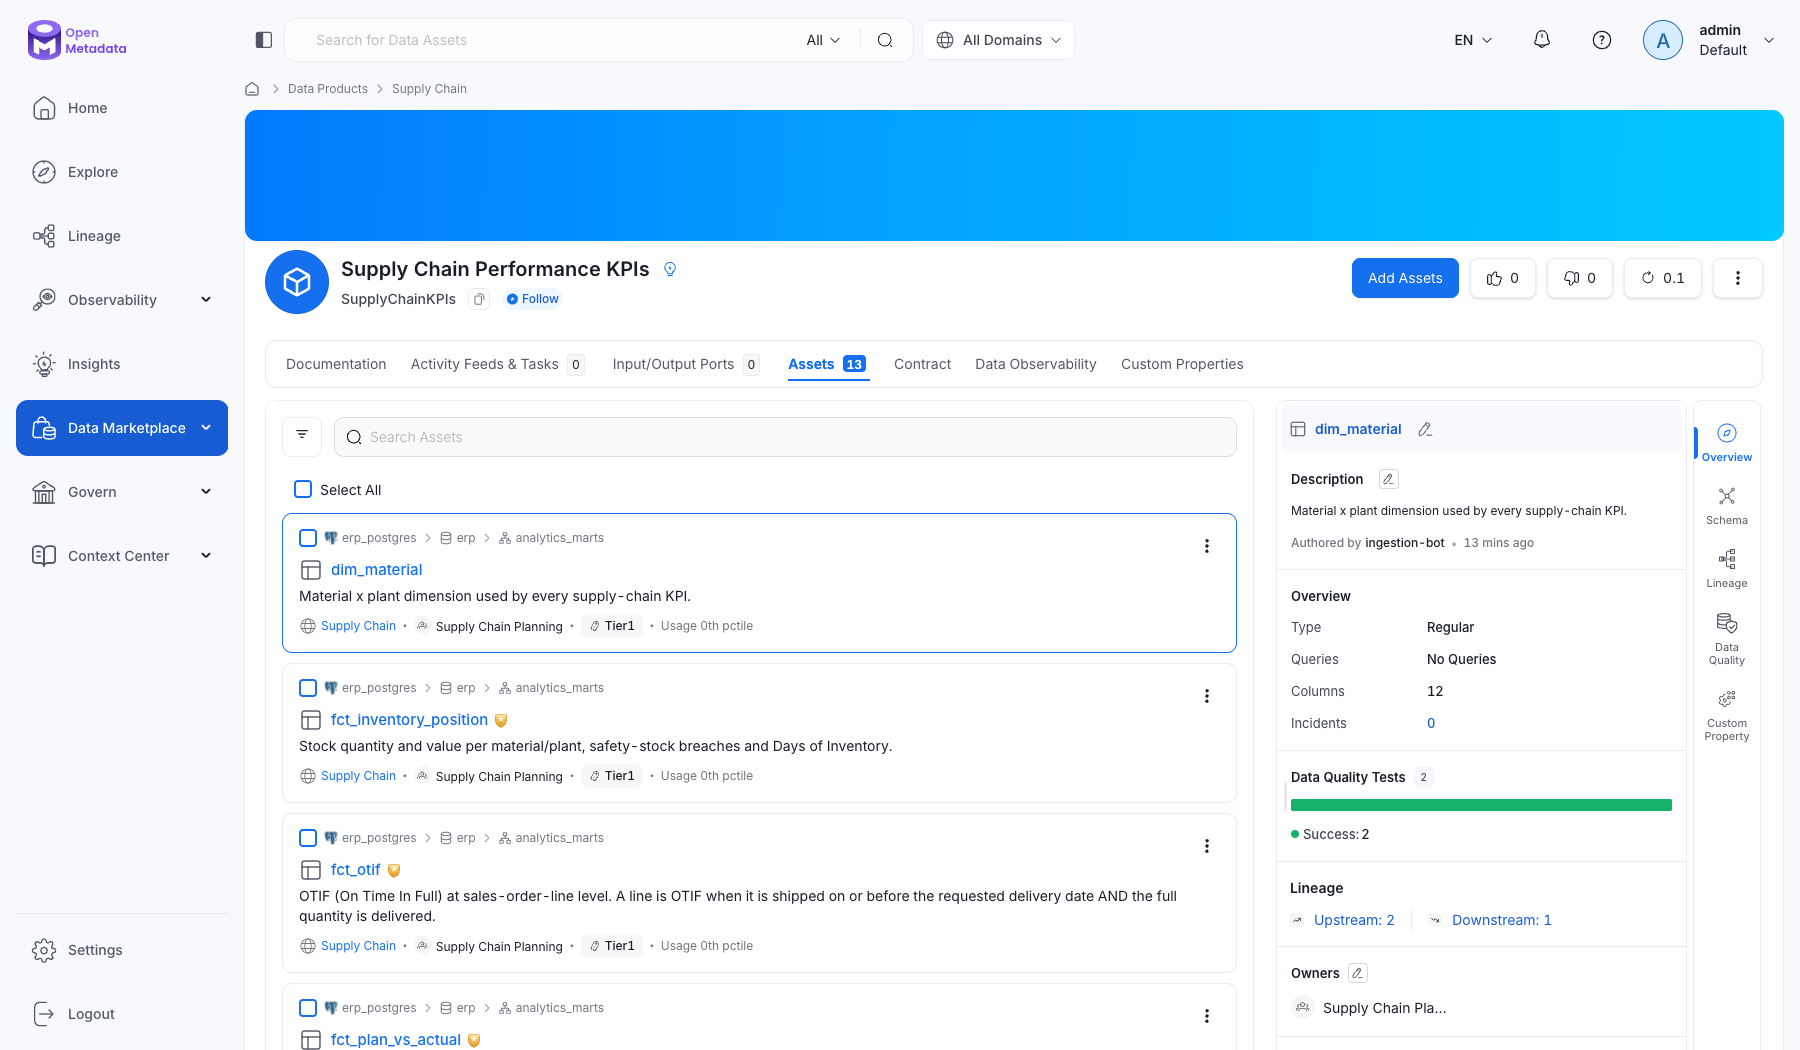 Open
Metadata
Search for Data Assets
All
All Domains
EN
A
admin
Default
Home
Explore
Lineage
Observability
Insights
Data Marketplace
Govern
Context Center
Settings
Logout
Data Products
Supply Chain
Supply Chain Performance KPIs
SupplyChainKPIs
Follow
Add Assets
0
0
0.1
Documentation
Activity Feeds & Tasks 0
Input/Output Ports 0
Assets 13
Contract
Data Observability
Custom Properties
Search Assets
Select All
erp_postgres
erp
analytics_marts
dim_material
Material x plant dimension used by every supply-chain KPI.
Supply Chain • Supply Chain Planning • Tier1 • Usage 0th pctile
erp_postgres
erp
analytics_marts
fct_inventory_position
Stock quantity and value per material/plant, safety-stock breaches and Days of Inventory.
Supply Chain • Supply Chain Planning • Tier1 • Usage 0th pctile
erp_postgres
erp
analytics_marts
fct_otif
OTIF (On Time In Full) at sales-order-line level. A line is OTIF when it is shipped on or before the requested delivery date AND the full
quantity is delivered.
Supply Chain • Supply Chain Planning • Tier1 • Usage 0th pctile
erp_postgres
erp
analytics_marts
fct_plan_vs_actual
dim_material
Description
Material x plant dimension used by every supply-chain KPI.
Authored by ingestion-bot • 13 mins ago
Overview
Type Regular
Queries No Queries
Columns 12
Incidents 0
Data Quality Tests 2
Success: 2
Lineage
Upstream: 2
Downstream: 1
Owners
Supply Chain Pla...
Overview
Schema
Lineage
Data
Quality
Custom
Property